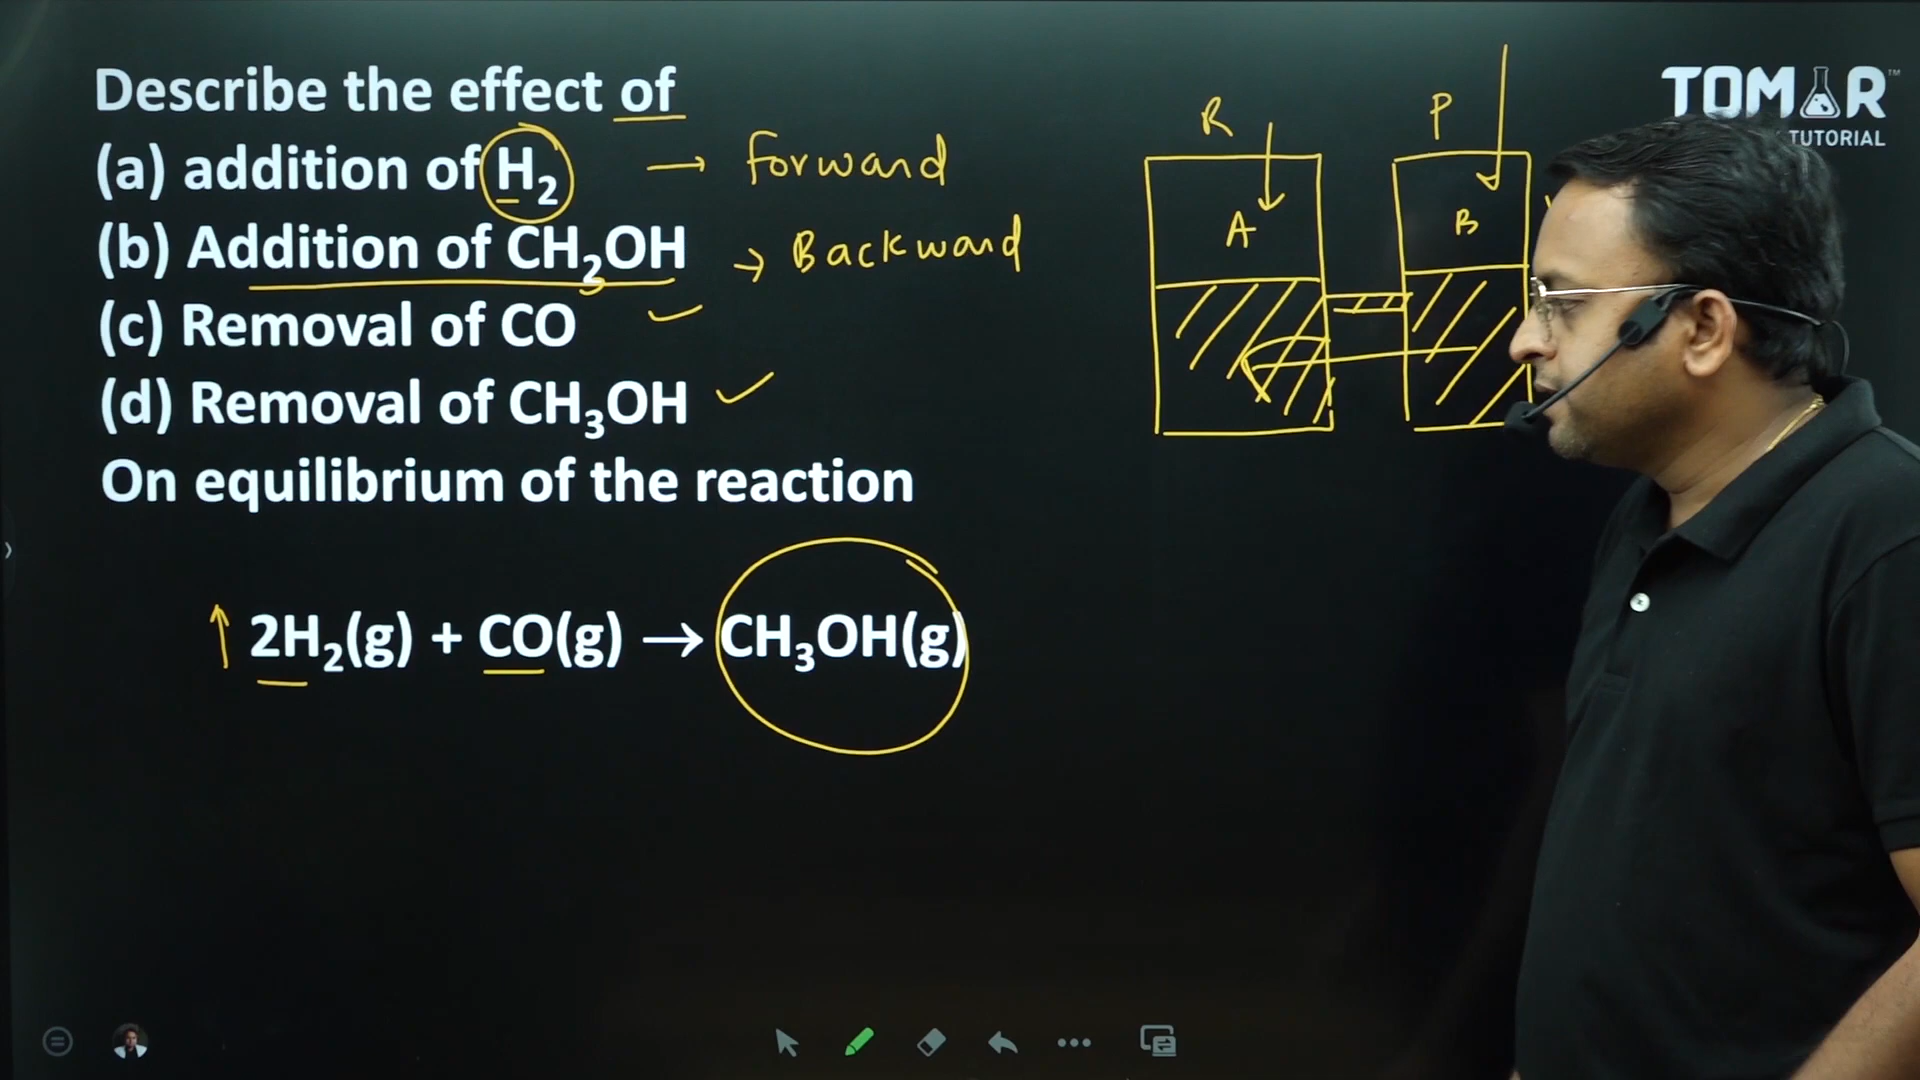 Describe the effect of
(a) addition of H₂ → Forward
(b) Addition of CH₂OH → Backward
(c) Removal of CO
(d) Removal of CH₃OH
On equilibrium of the reaction
↑ 2H₂(g) + CO(g) → CH₃OH(g)
R P
A B
TOMAR™
TUTORIAL